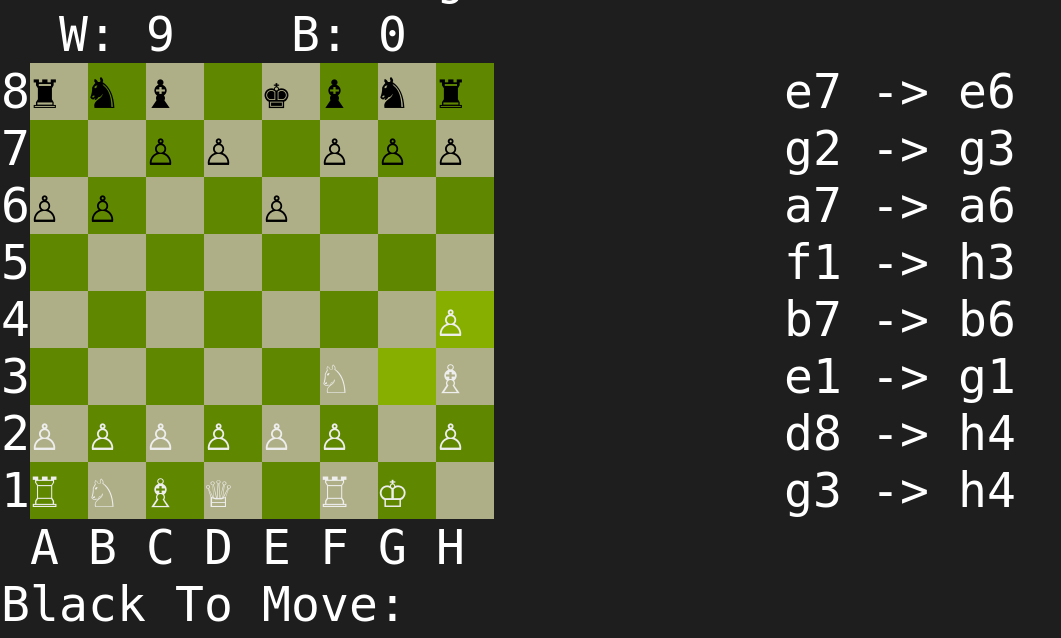 W: 9 B: 0
8 ♜ ♞ ♝ ♚ ♝ ♞ ♜ e7 -> e6
7 ♙ ♙ ♙ ♙ ♙ g2 -> g3
6 ♙ ♙ ♙ a7 -> a6
5 f1 -> h3
4 ♙ b7 -> b6
3 ♘ ♗ e1 -> g1
2 ♙ ♙ ♙ ♙ ♙ ♙ ♙ d8 -> h4
1 ♖ ♘ ♗ ♕ ♖ ♔ g3 -> h4
A B C D E F G H
Black To Move: